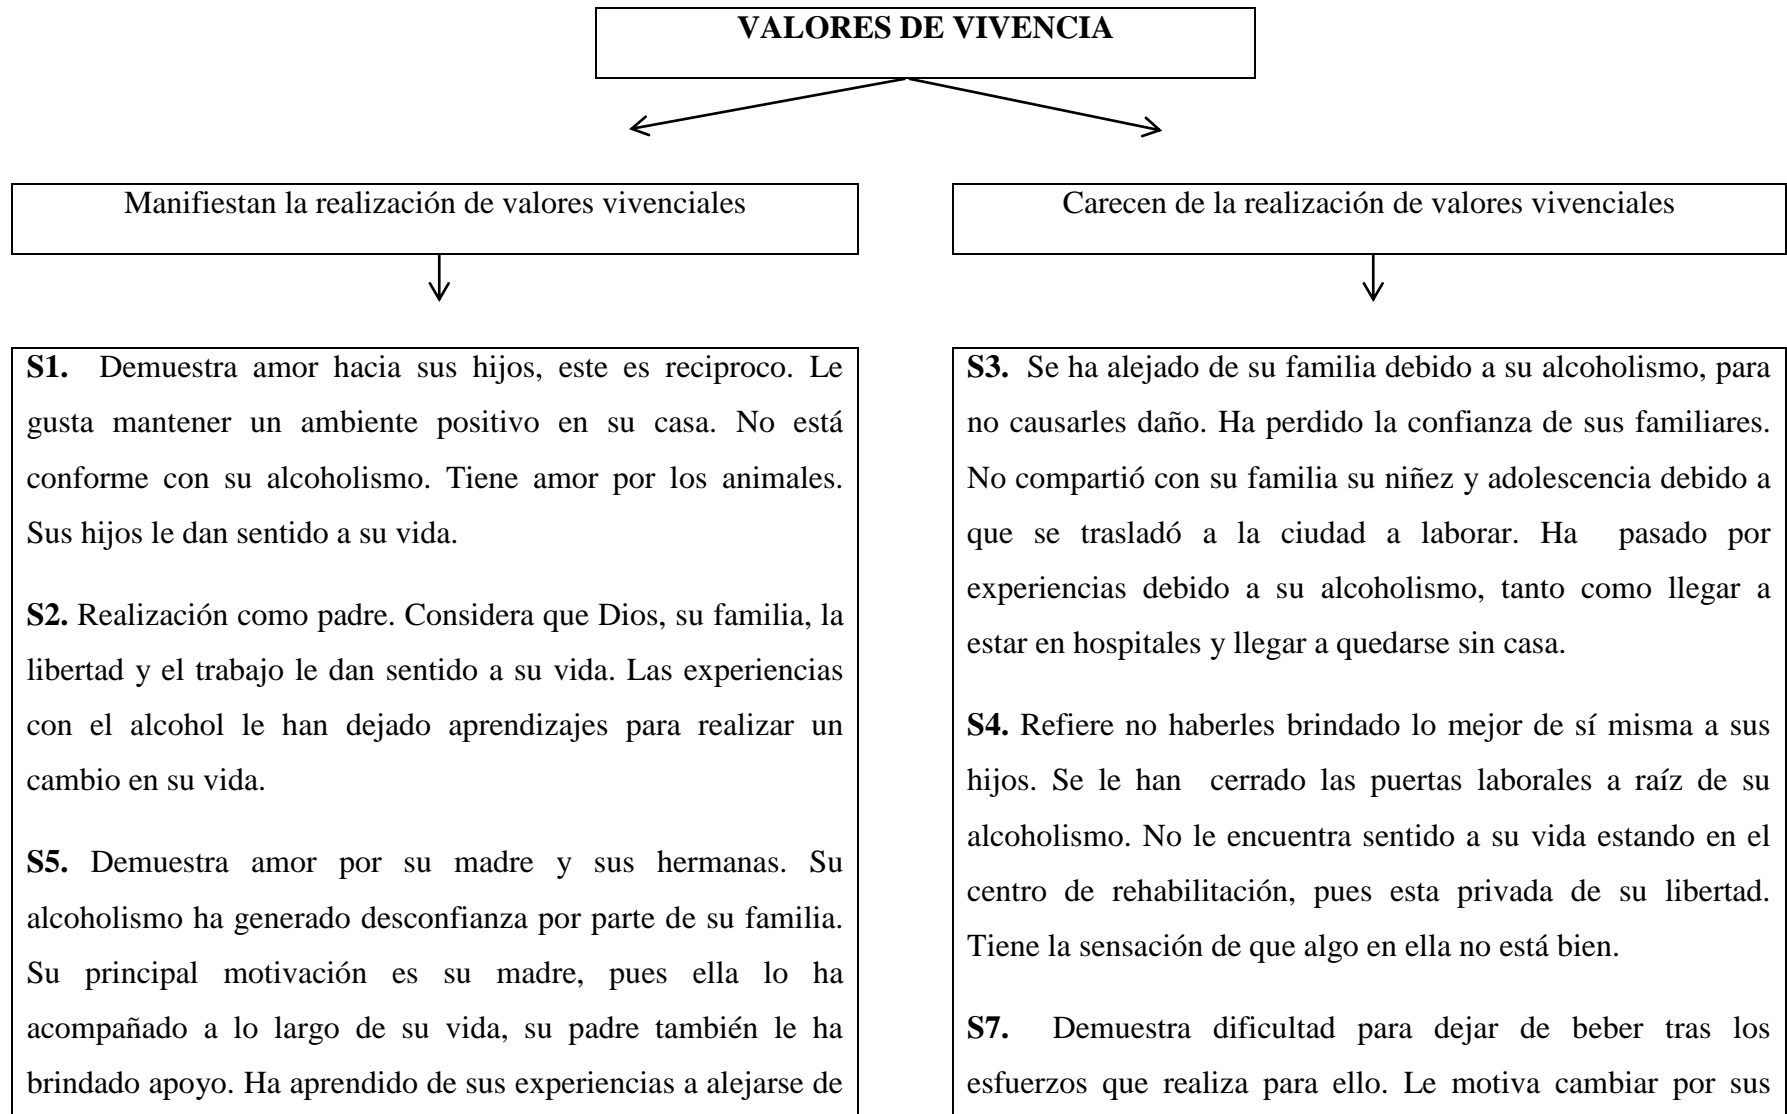 VALORES DE VIVENCIA
Manifiestan la realización de valores vivenciales
Carecen de la realización de valores vivenciales
S1. Demuestra amor hacia sus hijos, este es reciproco. Le
gusta mantener un ambiente positivo en su casa. No está
conforme con su alcoholismo. Tiene amor por los animales.
Sus hijos le dan sentido a su vida.
S2. Realización como padre. Considera que Dios, su familia, la
libertad y el trabajo le dan sentido a su vida. Las experiencias
con el alcohol le han dejado aprendizajes para realizar un
cambio en su vida.
S5. Demuestra amor por su madre y sus hermanas. Su
alcoholismo ha generado desconfianza por parte de su familia.
Su principal motivación es su madre, pues ella lo ha
acompañado a lo largo de su vida, su padre también le ha
brindado apoyo. Ha aprendido de sus experiencias a alejarse de
S3. Se ha alejado de su familia debido a su alcoholismo, para
no causarles daño. Ha perdido la confianza de sus familiares.
No compartió con su familia su niñez y adolescencia debido a
que se trasladó a la ciudad a laborar. Ha pasado por
experiencias debido a su alcoholismo, tanto como llegar a
estar en hospitales y llegar a quedarse sin casa.
S4. Refiere no haberles brindado lo mejor de sí misma a sus
hijos. Se le han cerrado las puertas laborales a raíz de su
alcoholismo. No le encuentra sentido a su vida estando en el
centro de rehabilitación, pues esta privada de su libertad.
Tiene la sensación de que algo en ella no está bien.
S7. Demuestra dificultad para dejar de beber tras los
esfuerzos que realiza para ello. Le motiva cambiar por sus